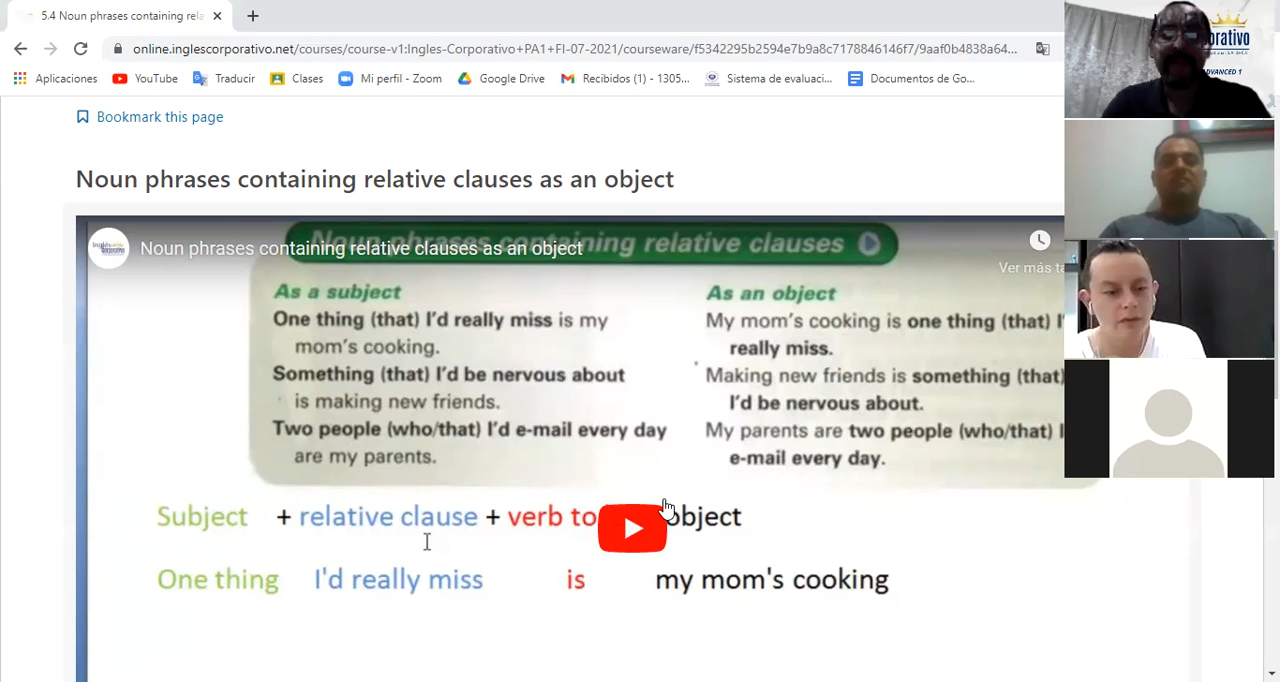 5.4 Noun phrases containing rela
online.inglescorporativo.net/courses/course-v1:Ingles-Corporativo+PA1+FI-07-2021/courseware/f5342295b2594e7b9a8c7178846146f7/9aaf0b4838a64...
Aplicaciones YouTube Traducir Clases Mi perfil - Zoom Google Drive Recibidos (1) - 1305... Sistema de evaluaci... Documentos de Go...
ADVANCED 1
Bookmark this page
Noun phrases containing relative clauses as an object
Noun phrases containing relative clauses
Noun phrases containing relative clauses as an object
Ver más ta
As a subject
One thing (that) I'd really miss is my
mom's cooking.
Something (that) I'd be nervous about
is making new friends.
Two people (who/that) I'd e-mail every day
are my parents.
As an object
My mom's cooking is one thing (that) I'
really miss.
Making new friends is something (that)
I'd be nervous about.
My parents are two people (who/that) I
e-mail every day.
Subject + relative clause + verb to object
One thing I'd really miss is my mom's cooking